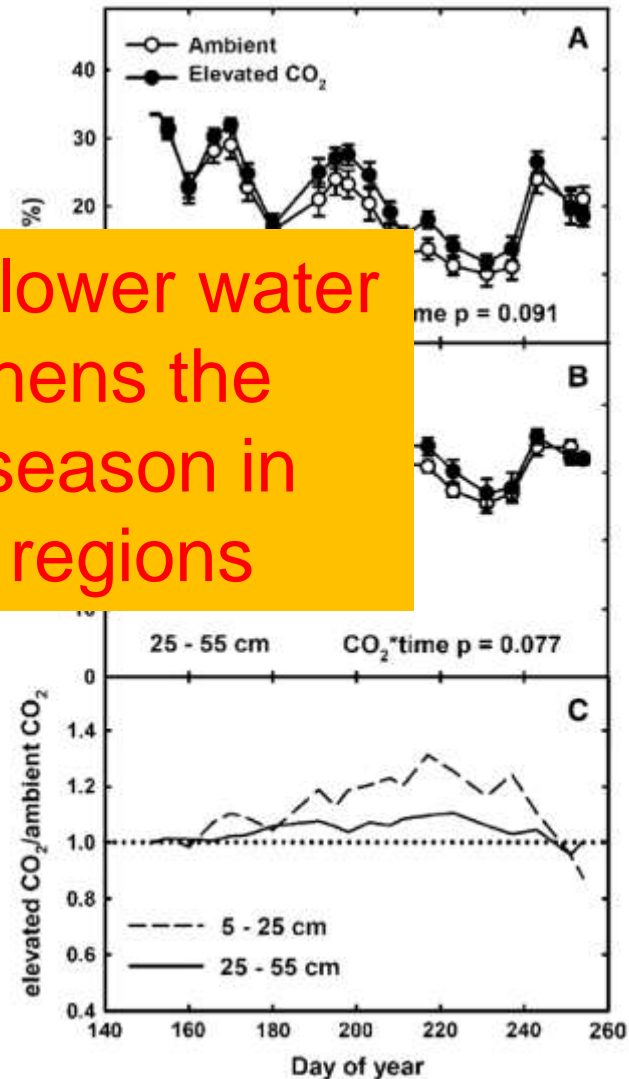 A
Ambient
Elevated CO₂
40
30
20
%)
lower water
hens the
season in
regions
me p = 0.091
B
25 - 55 cm CO₂*time p = 0.077
0
C
elevated CO₂/ambient CO₂
1.4
1.2
1.0
0.8
0.6
0.4
5 - 25 cm
25 - 55 cm
140 160 180 200 220 240 260
Day of year